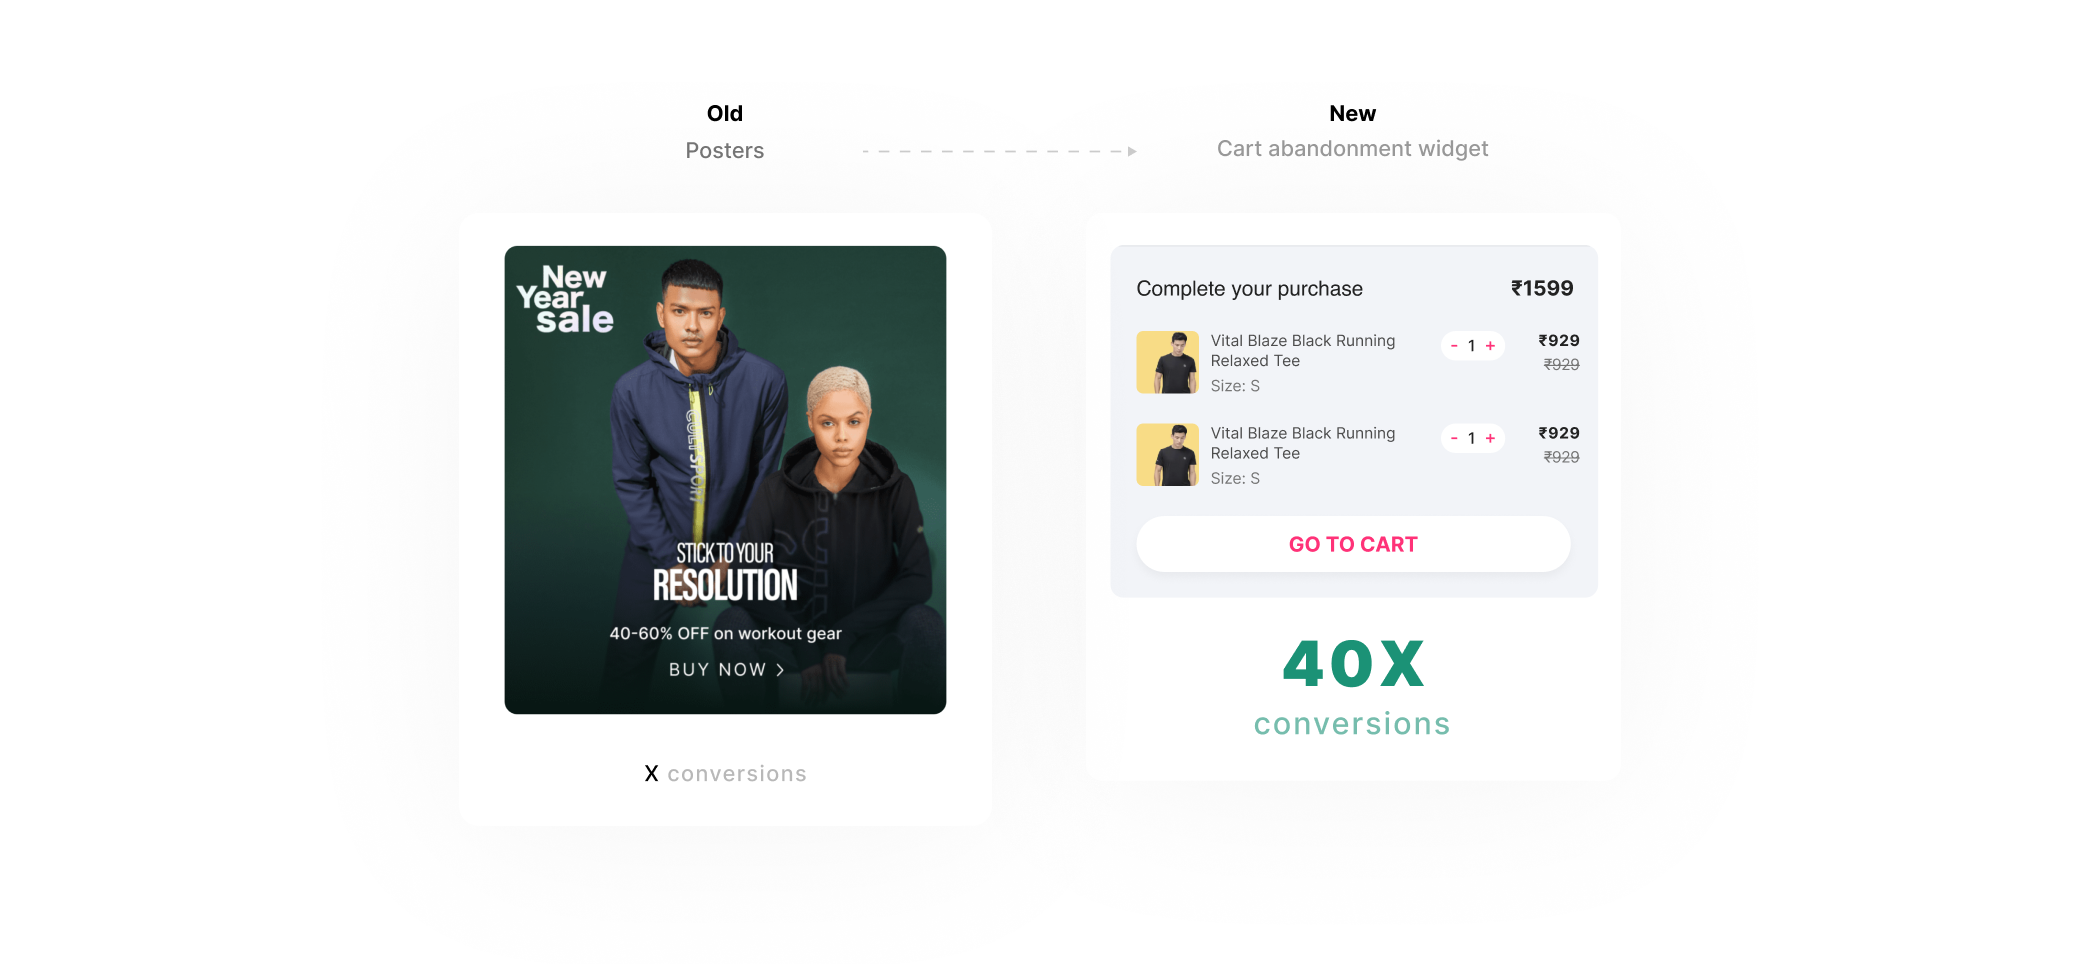 Old
Posters
New
Cart abandonment widget
New
Year
sale
CULTSPORT
STICK TO YOUR
RESOLUTION
40-60% OFF on workout gear
BUY NOW >
X conversions
Complete your purchase
₹1599
Vital Blaze Black Running
Relaxed Tee
Size: S
- 1 +
₹929
₹929
Vital Blaze Black Running
Relaxed Tee
Size: S
- 1 +
₹929
₹929
GO TO CART
40X
conversions